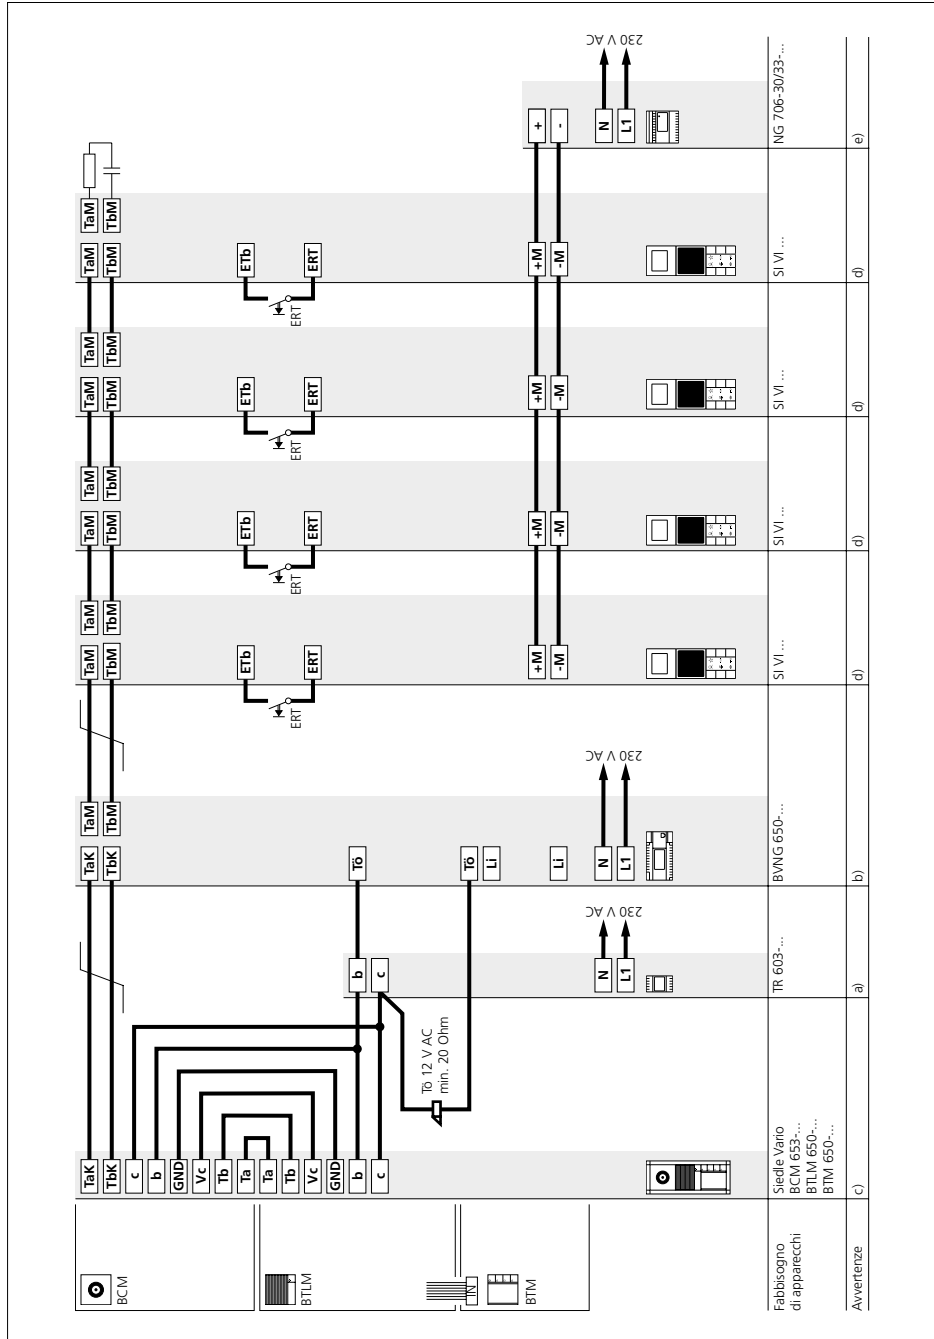 TaK TaK TaM TaM TaM TaM TaM TaM TaM TaM TaM
TbK TbK TbM TbM TbM TbM TbM TbM TbM TbM TbM
BCM
c
b
GND
Vc
Tb
Ta
Ta
Tb
Vc
GND
b b Tö
c c
ETb ETb ETb ETb
ERT ERT ERT ERT
ERT ERT ERT ERT
BTLM
Tö 12 V AC
min. 20 Ohm
Tö
Li
Li
IN
BTM
+M +M +M +M +
-M -M -M -M -
N N N
L1 L1 L1
230 V AC 230 V AC 230 V AC
Fabbisogno
di apparecchi
Siedle Vario
BCM 653-...
BTLM 650-...
BTM 650-...
TR 603-...
BVNG 650-...
SI VI ...
SI VI ...
SI VI ...
SI VI ...
NG 706-30/33-...
Avvertenze c) a) b) d) d) d) d) e)